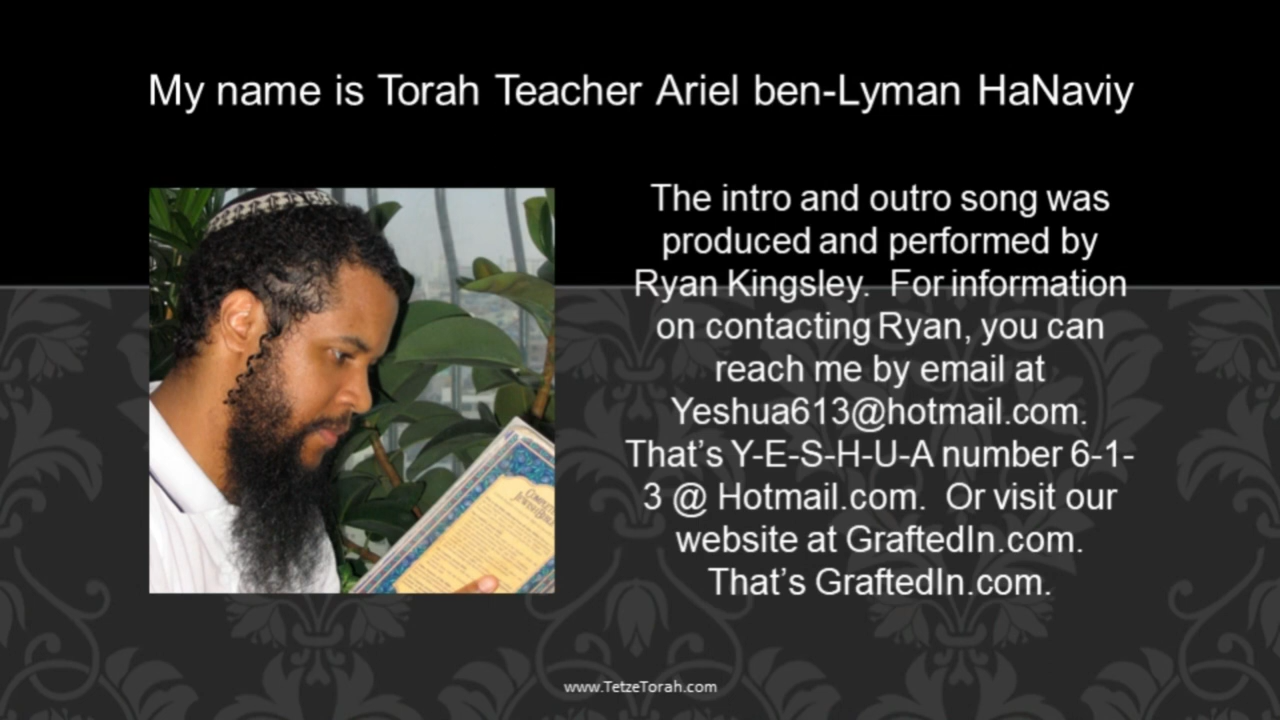 My name is Torah Teacher Ariel ben-Lyman HaNaviy
The intro and outro song was
produced and performed by
Ryan Kingsley.  For information
on contacting Ryan, you can
reach me by email at
Yeshua613@hotmail.com.
That’s Y-E-S-H-U-A number 6-1-
3 @ Hotmail.com.  Or visit our
website at GraftedIn.com.
That’s GraftedIn.com.
www.TetzeTorah.com